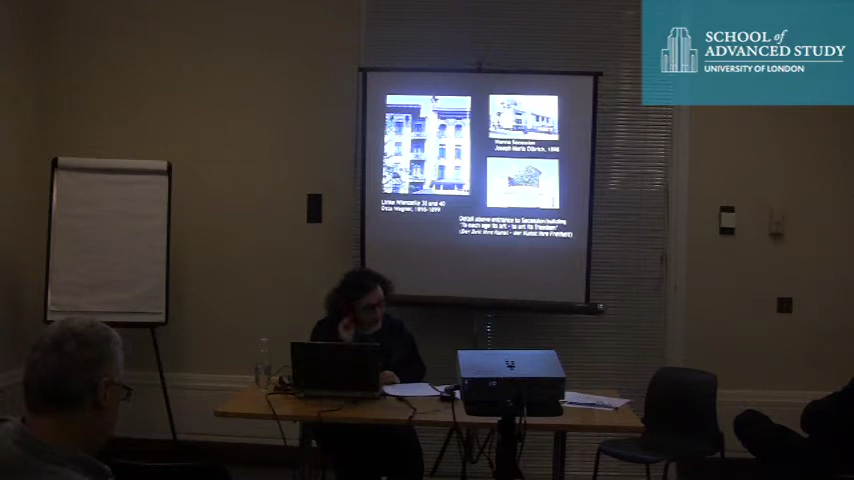 SCHOOL of
ADVANCED STUDY
UNIVERSITY OF LONDON
Vienna Secession
Joseph Maria Olbrich, 1898
Linke Wienzeile 38 and 40
Otto Wagner, 1898-1899
Detail above entrance to Secession building
"To each age its art - to art its freedom"
(Der Zeit ihre Kunst - der Kunst ihre Freiheit)